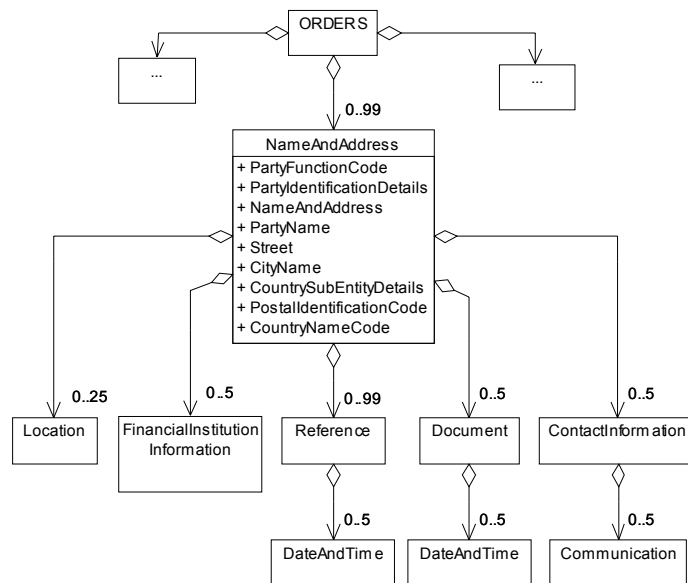 ORDERS
...
...
0..99
NameAndAddress
+ PartyFunctionCode
+ PartyIdentificationDetails
+ NameAndAddress
+ PartyName
+ Street
+ CityName
+ CountrySubEntityDetails
+ PostalIdentificationCode
+ CountryNameCode
0..25
0..5
0..99
0..5
0..5
Location
FinancialInstitution
Information
Reference
Document
ContactInformation
0..5
0..5
0..5
DateAndTime
DateAndTime
Communication